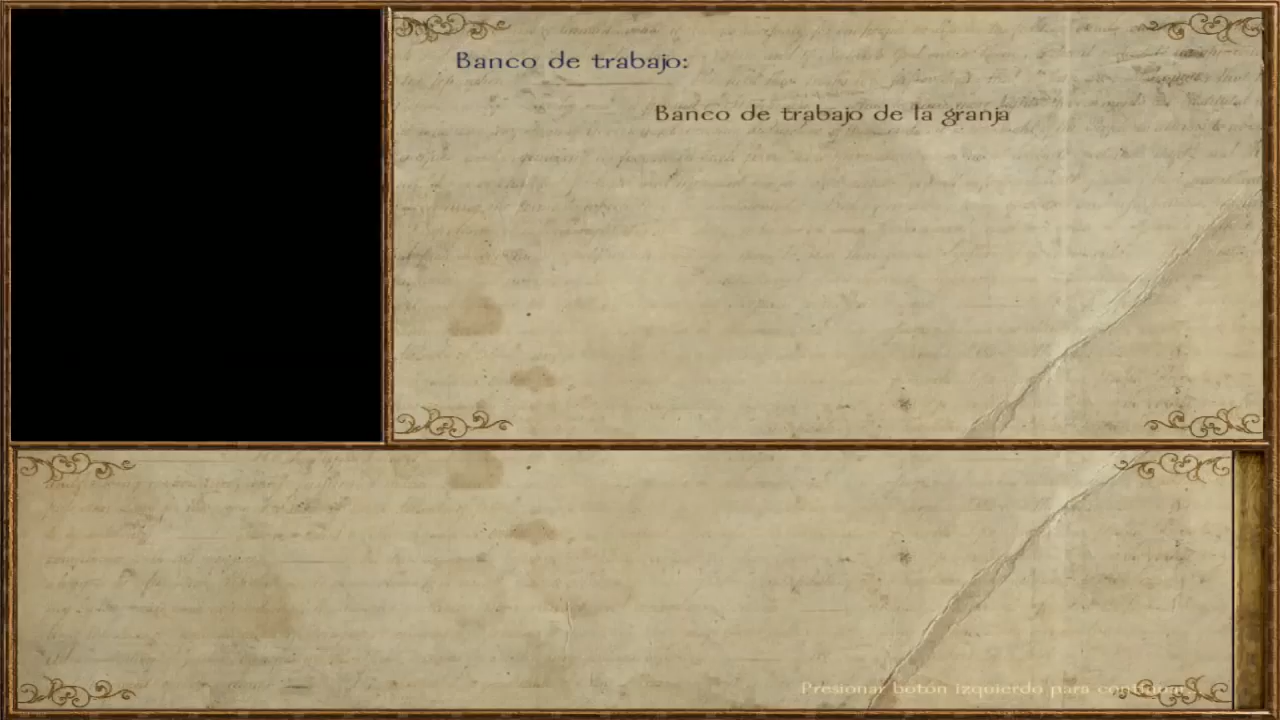 Banco de trabajo:
Banco de trabajo de la granja
Presionar botón izquierdo para continuar